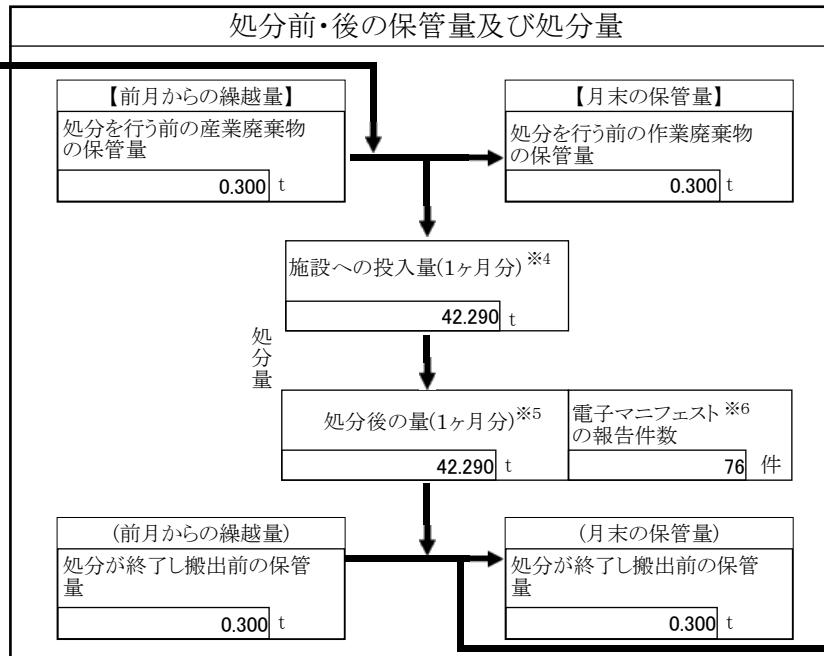 処分前・後の保管量及び処分量
【前月からの繰越量】
処分を行う前の産業廃棄物
の保管量
0.300 t
【月末の保管量】
処分を行う前の作業廃棄物
の保管量
0.300 t
施設への投入量(1ヶ月分)※4
42.290 t
処分量
処分後の量(1ヶ月分)※5
42.290 t
電子マニフェスト※6
の報告件数
76 件
(前月からの繰越量)
処分が終了し搬出前の保管
量
0.300 t
(月末の保管量)
処分が終了し搬出前の保管
量
0.300 t